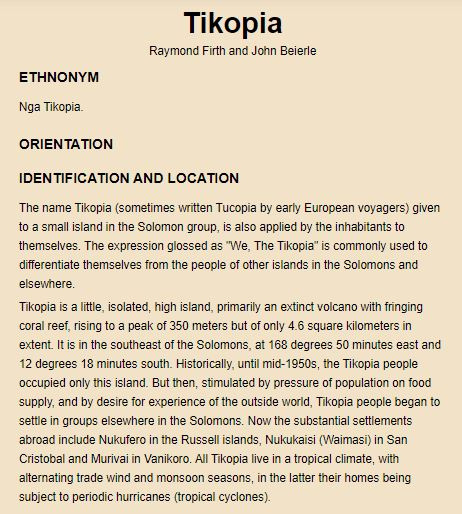 Tikopia
Raymond Firth and John Beierle
ETHNONYM
Nga Tikopia.
ORIENTATION
IDENTIFICATION AND LOCATION
The name Tikopia (sometimes written Tucopia by early European voyagers) given
to a small island in the Solomon group, is also applied by the inhabitants to
themselves. The expression glossed as "We, The Tikopia" is commonly used to
differentiate themselves from the people of other islands in the Solomons and
elsewhere.
Tikopia is a little, isolated, high island, primarily an extinct volcano with fringing
coral reef, rising to a peak of 350 meters but of only 4.6 square kilometers in
extent. It is in the southeast of the Solomons, at 168 degrees 50 minutes east and
12 degrees 18 minutes south. Historically, until mid-1950s, the Tikopia people
occupied only this island. But then, stimulated by pressure of population on food
supply, and by desire for experience of the outside world, Tikopia people began to
settle in groups elsewhere in the Solomons. Now the substantial settlements
abroad include Nukufero in the Russell islands, Nukukaisi (Waimasi) in San
Cristobal and Murivai in Vanikoro. All Tikopia live in a tropical climate, with
alternating trade wind and monsoon seasons, in the latter their homes being
subject to periodic hurricanes (tropical cyclones).